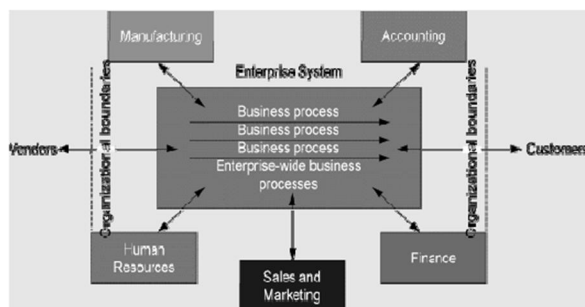 Manufacturing
Accounting
Enterprise System
Organizational boundaries
Organizational boundaries
Business process
Business process
Business process
Enterprise-wide business
processes
Vendors
Customers
Human
Resources
Sales and
Marketing
Finance